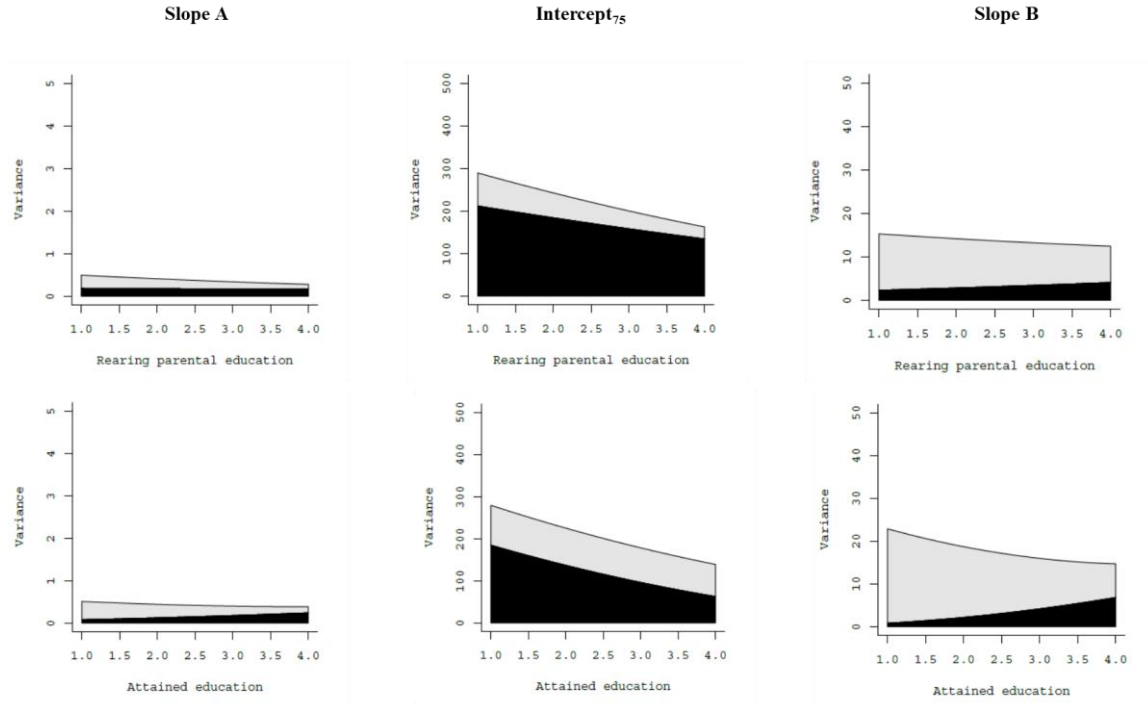 Slope A
Intercept75
Slope B
5
4
3
2
1
0
Variance
1.0 1.5 2.0 2.5 3.0 3.5 4.0
Rearing parental education
500
400
300
200
100
0
Variance
1.0 1.5 2.0 2.5 3.0 3.5 4.0
Rearing parental education
50
40
30
20
10
0
Variance
1.0 1.5 2.0 2.5 3.0 3.5 4.0
Rearing parental education
5
4
3
2
1
0
Variance
1.0 1.5 2.0 2.5 3.0 3.5 4.0
Attained education
500
400
300
200
100
0
Variance
1.0 1.5 2.0 2.5 3.0 3.5 4.0
Attained education
50
40
30
20
10
0
Variance
1.0 1.5 2.0 2.5 3.0 3.5 4.0
Attained education